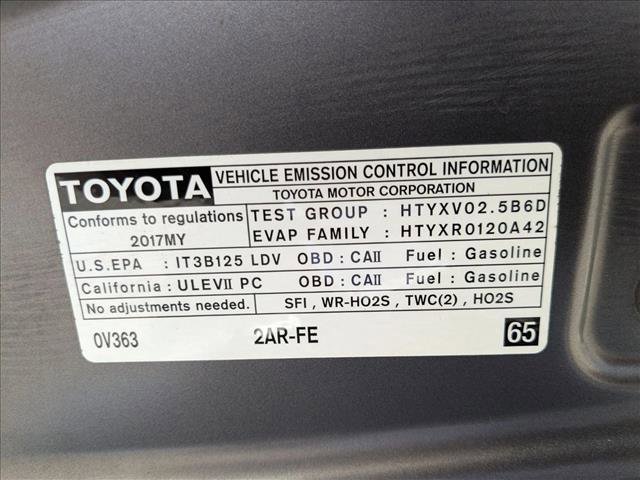 TOYOTA VEHICLE EMISSION CONTROL INFORMATION
TOYOTA MOTOR CORPORATION
Conforms to regulations
2017MY
TEST GROUP : HTYXV02.5B6D
EVAP FAMILY : HTYXR0120A42
U.S.EPA : IT3B125 LDV OBD : CAII Fuel : Gasoline
California : ULEVII PC OBD : CAII Fuel : Gasoline
No adjustments needed. SFI , WR-HO2S , TWC(2) , HO2S
0V363 2AR-FE 65